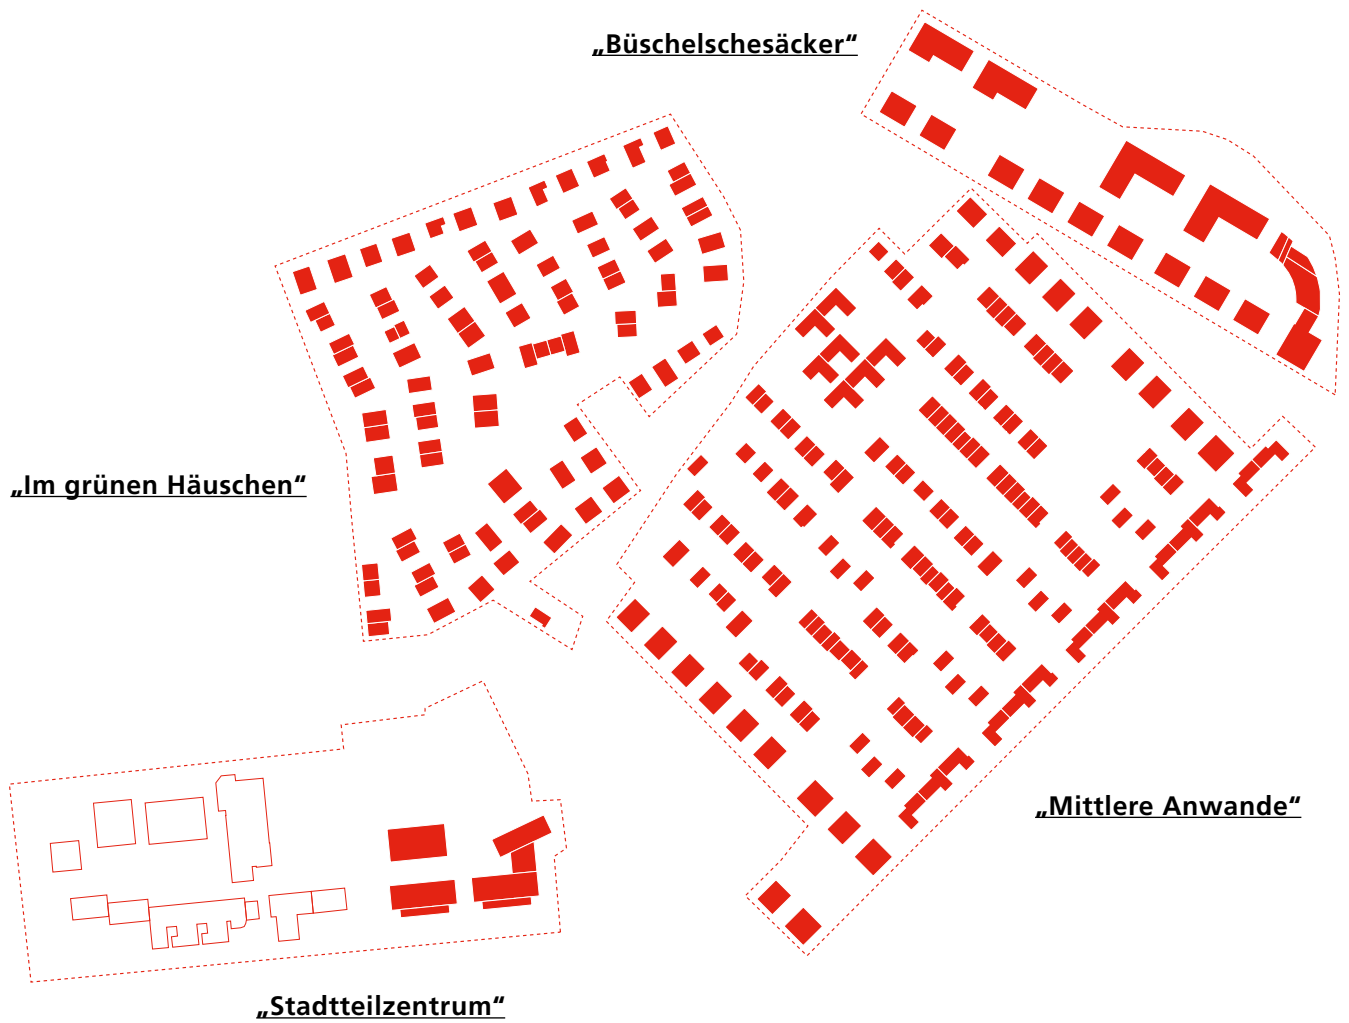 „Büschelschesäcker“
„Im grünen Häuschen“
„Mittlere Anwande“
„Stadtteilzentrum“